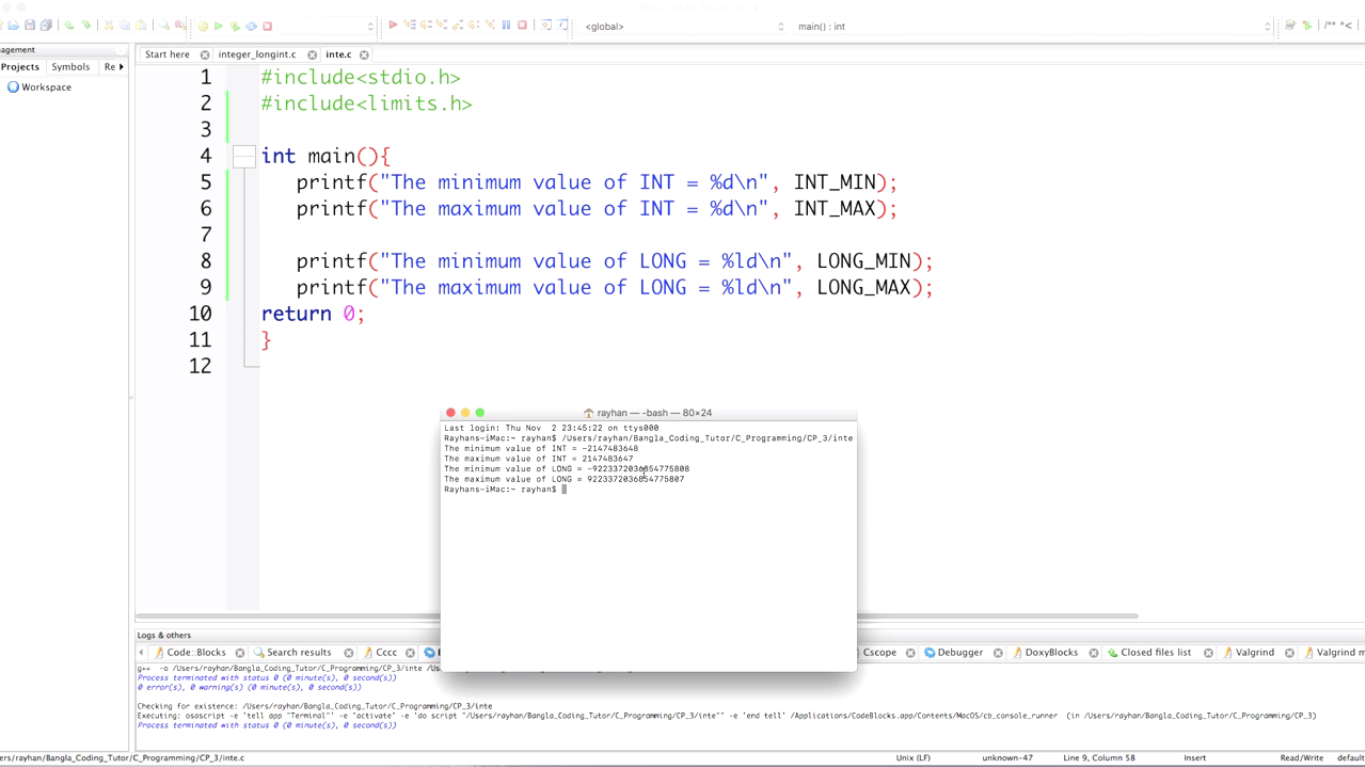 <global>
main() : int
agement
Start here
integer_longint.c
inte.c
Projects Symbols Re
Workspace
1 #include<stdio.h>
2 #include<limits.h>
3
4 int main(){
5 printf("The minimum value of INT = %d\n", INT_MIN);
6 printf("The maximum value of INT = %d\n", INT_MAX);
7
8 printf("The minimum value of LONG = %ld\n", LONG_MIN);
9 printf("The maximum value of LONG = %ld\n", LONG_MAX);
10 return 0;
11 }
12
rayhan — -bash — 80×24
Last login: Thu Nov 2 23:45:22 on ttys000
Rayhans-iMac:~ rayhan$ /Users/rayhan/Bangla_Coding_Tutor/C_Programming/CP_3/inte
The minimum value of INT = -2147483648
The maximum value of INT = 2147483647
The minimum value of LONG = -9223372036854775808
The maximum value of LONG = 9223372036854775807
Rayhans-iMac:~ rayhan$
Logs & others
Code::Blocks Search results Cccc Cscope Debugger DoxyBlocks Closed files list Valgrind Valgrind m
g++ -o /Users/rayhan/Bangla_Coding_Tutor/C_Programming/CP_3/inte
Process terminated with status 0 (0 minute(s), 0 second(s))
0 error(s), 0 warning(s) (0 minute(s), 0 second(s))
Checking for existence: /Users/rayhan/Bangla_Coding_Tutor/C_Programming/CP_3/inte
Executing: osascript -e 'tell app "Terminal"' -e 'activate' -e 'do script "/Users/rayhan/Bangla_Coding_Tutor/C_Programming/CP_3/inte"' -e 'end tell' /Applications/CodeBlocks.app/Contents/MacOS/cb_console_runner (in /Users/rayhan/Bangla_Coding_Tutor/C_Programming/CP_3)
Process terminated with status 0 (0 minute(s), 0 second(s))
ers/rayhan/Bangla_Coding_Tutor/C_Programming/CP_3/inte.c
Unix (LF) unknown-47 Line 9, Column 58 Insert Read/Write default